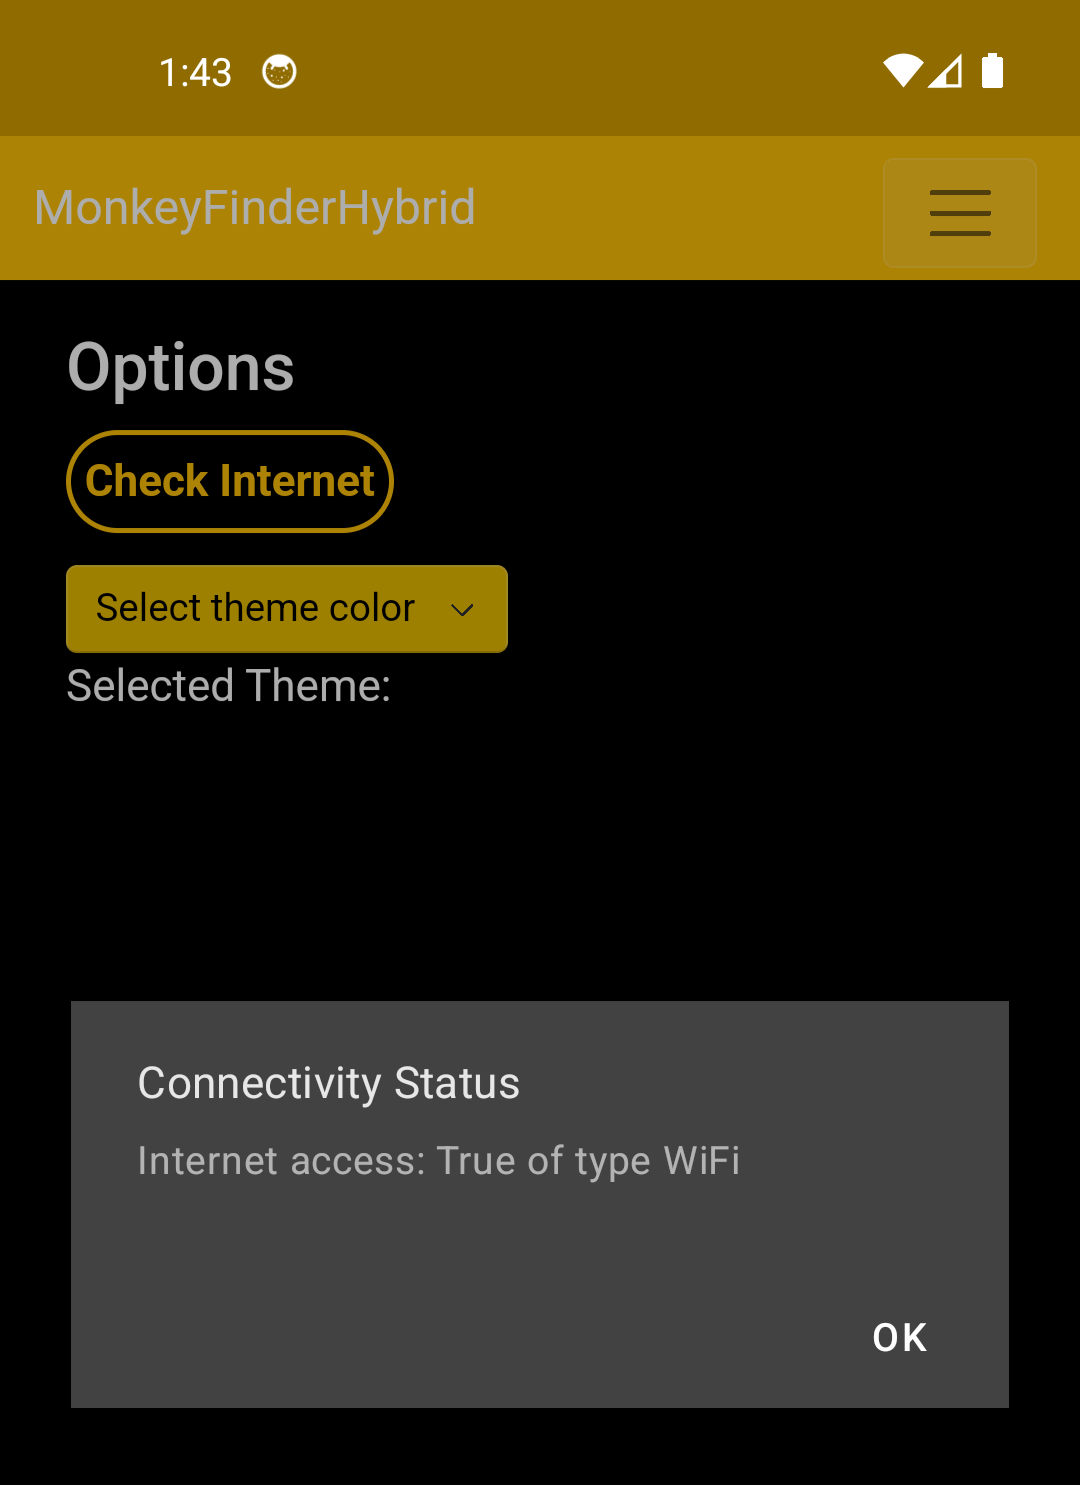 1:43
MonkeyFinderHybrid
Options
Check Internet
Select theme color
Selected Theme:
Connectivity Status
Internet access: True of type WiFi
OK